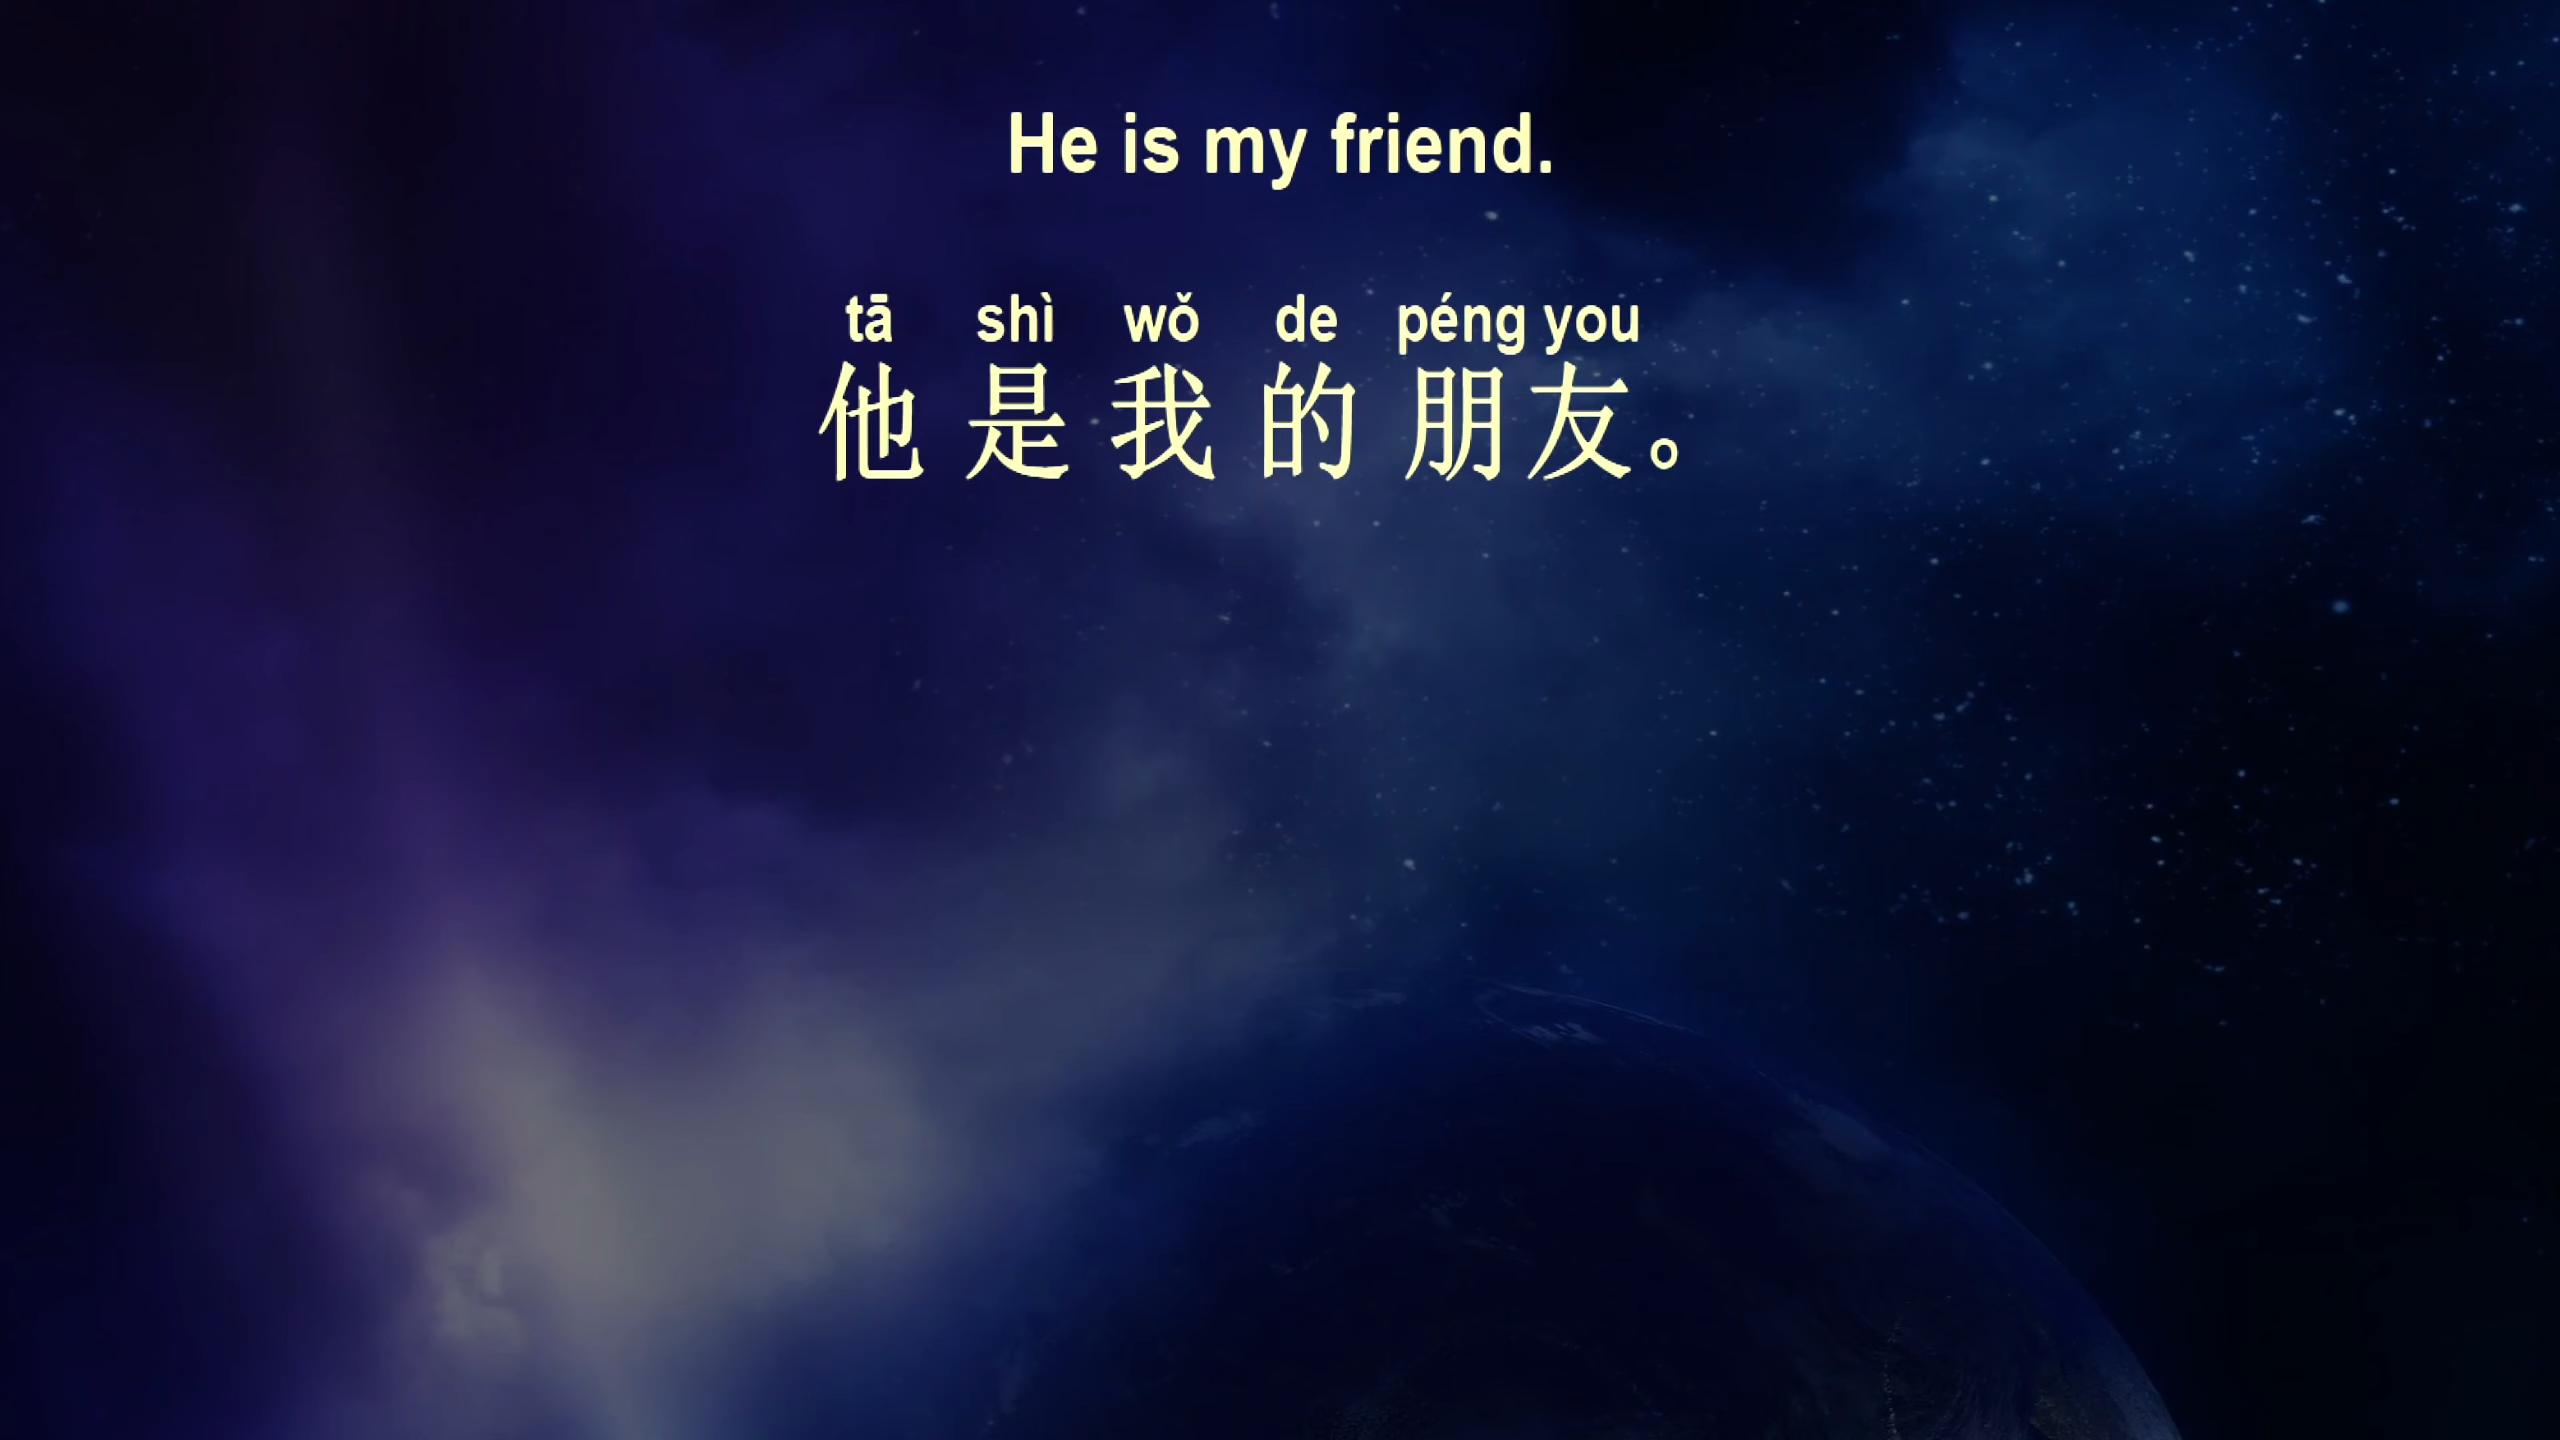 He is my friend.
tā shì wǒ de péng you
他 是 我 的 朋友。